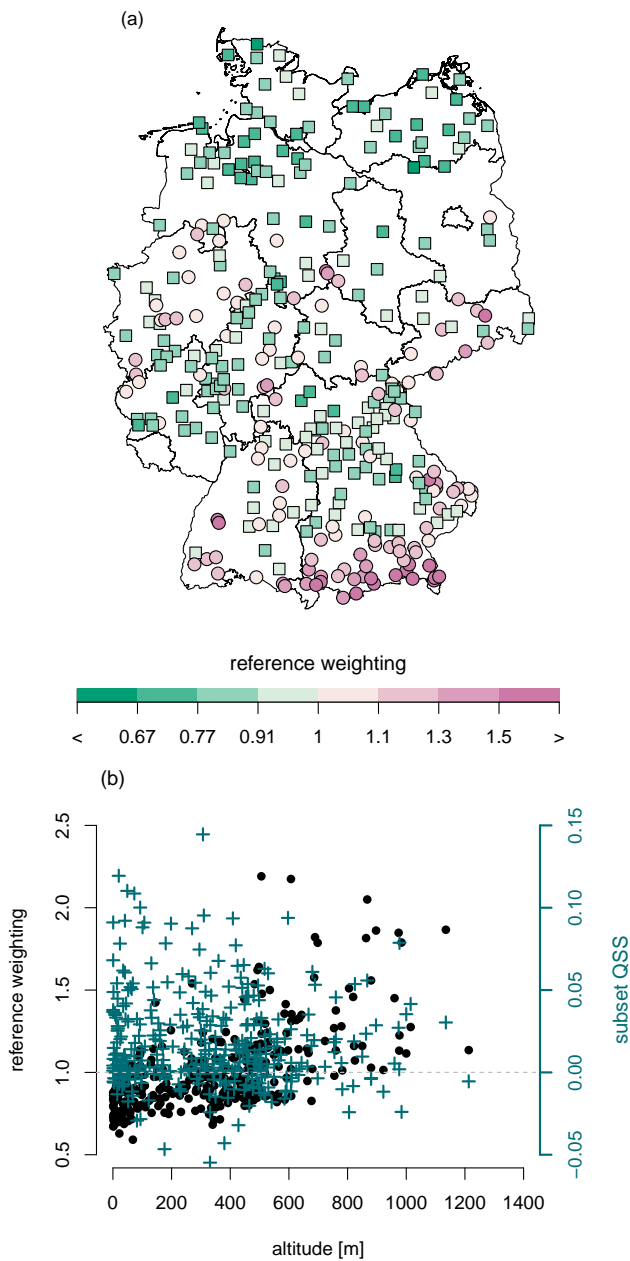 (a)
reference weighting
< 0.67 0.77 0.91 1 1.1 1.3 1.5 >
(b)
2.5
2.0
1.5
1.0
0.5
reference weighting
0.15
0.10
0.05
0.00
−0.05
subset QSS
0 200 400 600 800 1000 1200 1400
altitude [m]